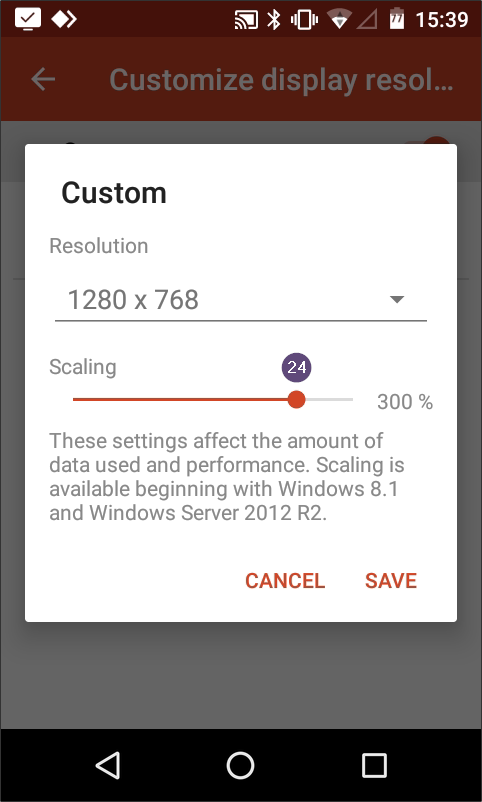 77
15:39
Customize display resol...
Custom
Resolution
1280 x 768
Scaling
24
300 %
These settings affect the amount of
data used and performance. Scaling is
available beginning with Windows 8.1
and Windows Server 2012 R2.
CANCEL SAVE